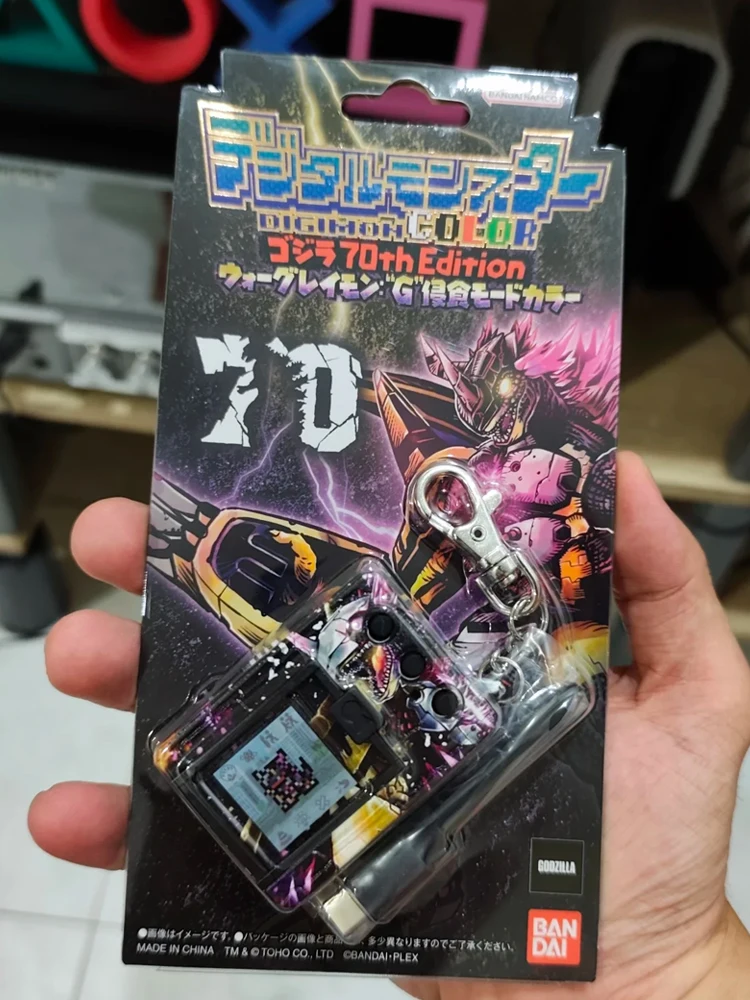 BANDAI NAMCO
デジタルモンスター
DIGIMON COLOR
ゴジラ 70th Edition
ウォーグレイモン:"G"侵食モードカラー
70
GODZILLA
BAN
DAI
●画像はイメージです。●パッケージの画像と商品は、多少異なりますのでご了承ください。
MADE IN CHINA TM & © TOHO CO., LTD ©BANDAI・PLEX